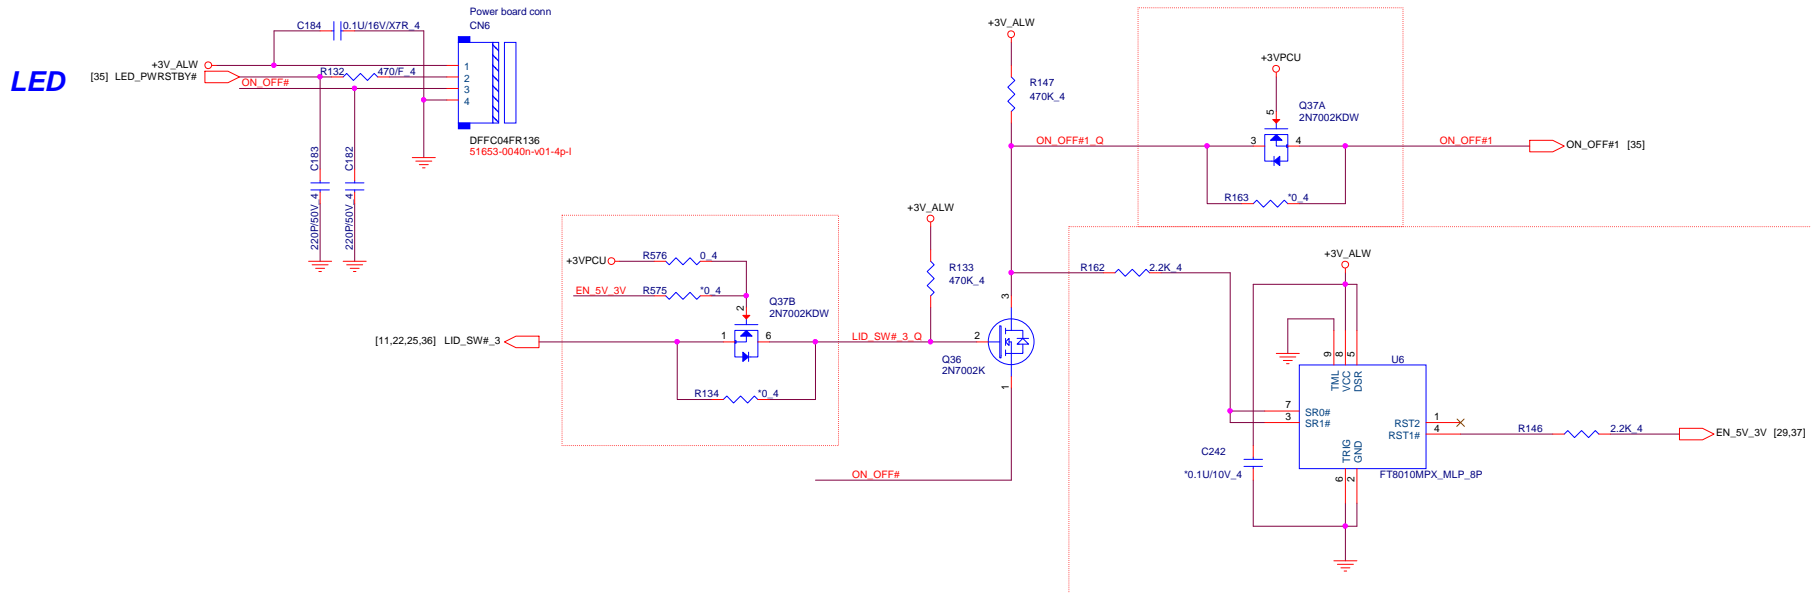 LED
Power board conn
CN6
C184
0.1U/16V/X7R_4
+3V_ALW
[35] LED_PWRSTBY#
R132
470/F_4
ON_OFF#
1
2
3
4
DFFC04FR136
51653-0040n-v01-4p-l
C183
220P/50V_4
C182
220P/50V_4
+3VPCU
R576
0_4
EN_5V_3V
R575
*0_4
Q37B
2N7002KDW
2
1
6
[11,22,25,36] LID_SW#_3
R134
*0_4
LID_SW#_3_Q
+3V_ALW
R133
470K_4
+3V_ALW
R147
470K_4
ON_OFF#1_Q
3
2
1
Q36
2N7002K
ON_OFF#
+3VPCU
Q37A
2N7002KDW
5
3
4
R163
*0_4
ON_OFF#1
ON_OFF#1 [35]
R162
2.2K_4
+3V_ALW
9
8
5
U6
TML
VCC
DSR
7
SR0#
3
SR1#
RST2
1
RST1#
4
TRIG
GND
6
2
FT8010MPX_MLP_8P
C242
*0.1U/10V_4
R146
2.2K_4
EN_5V_3V [29,37]